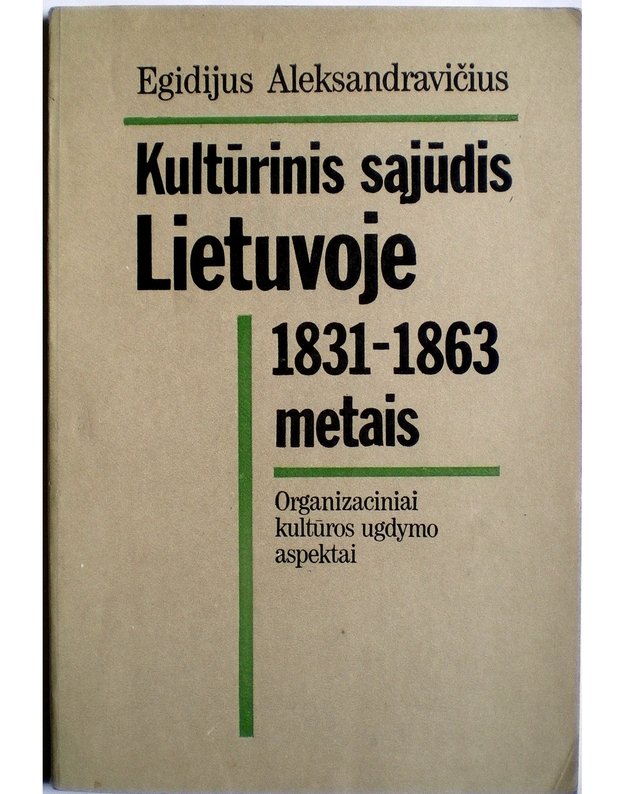 Egidijus Aleksandravičius
Kultūrinis sąjūdis
Lietuvoje
1831-1863
metais
Organizaciniai
kultūros ugdymo
aspektai